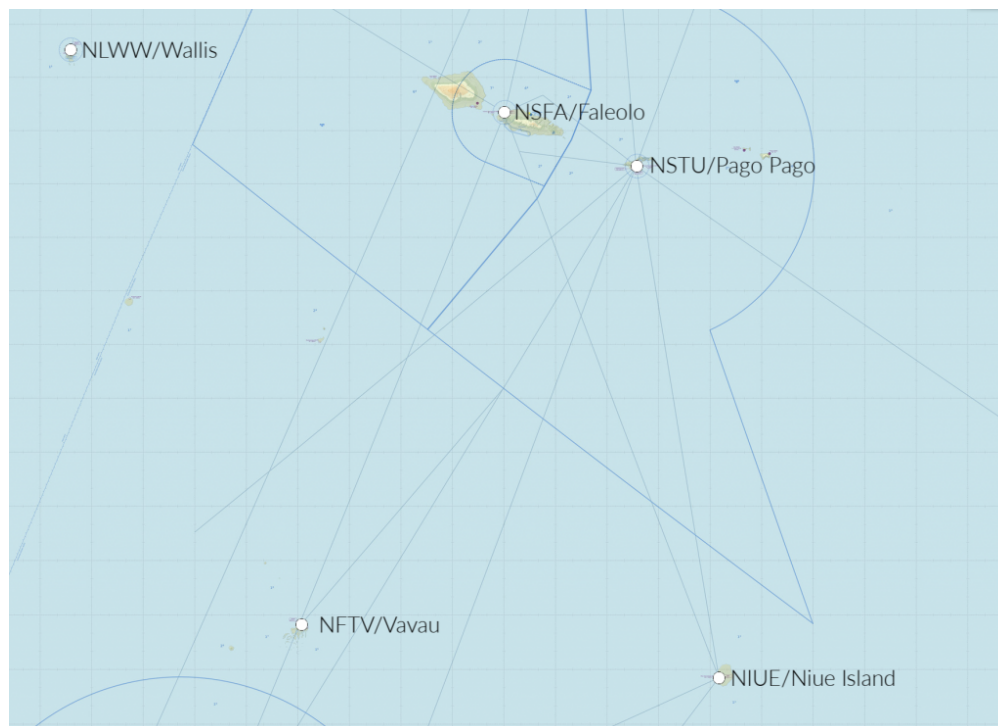 NLWW/Wallis
NSFA/Faleolo
NSTU/Pago Pago
NFTV/Vavau
NIUE/Niue Island